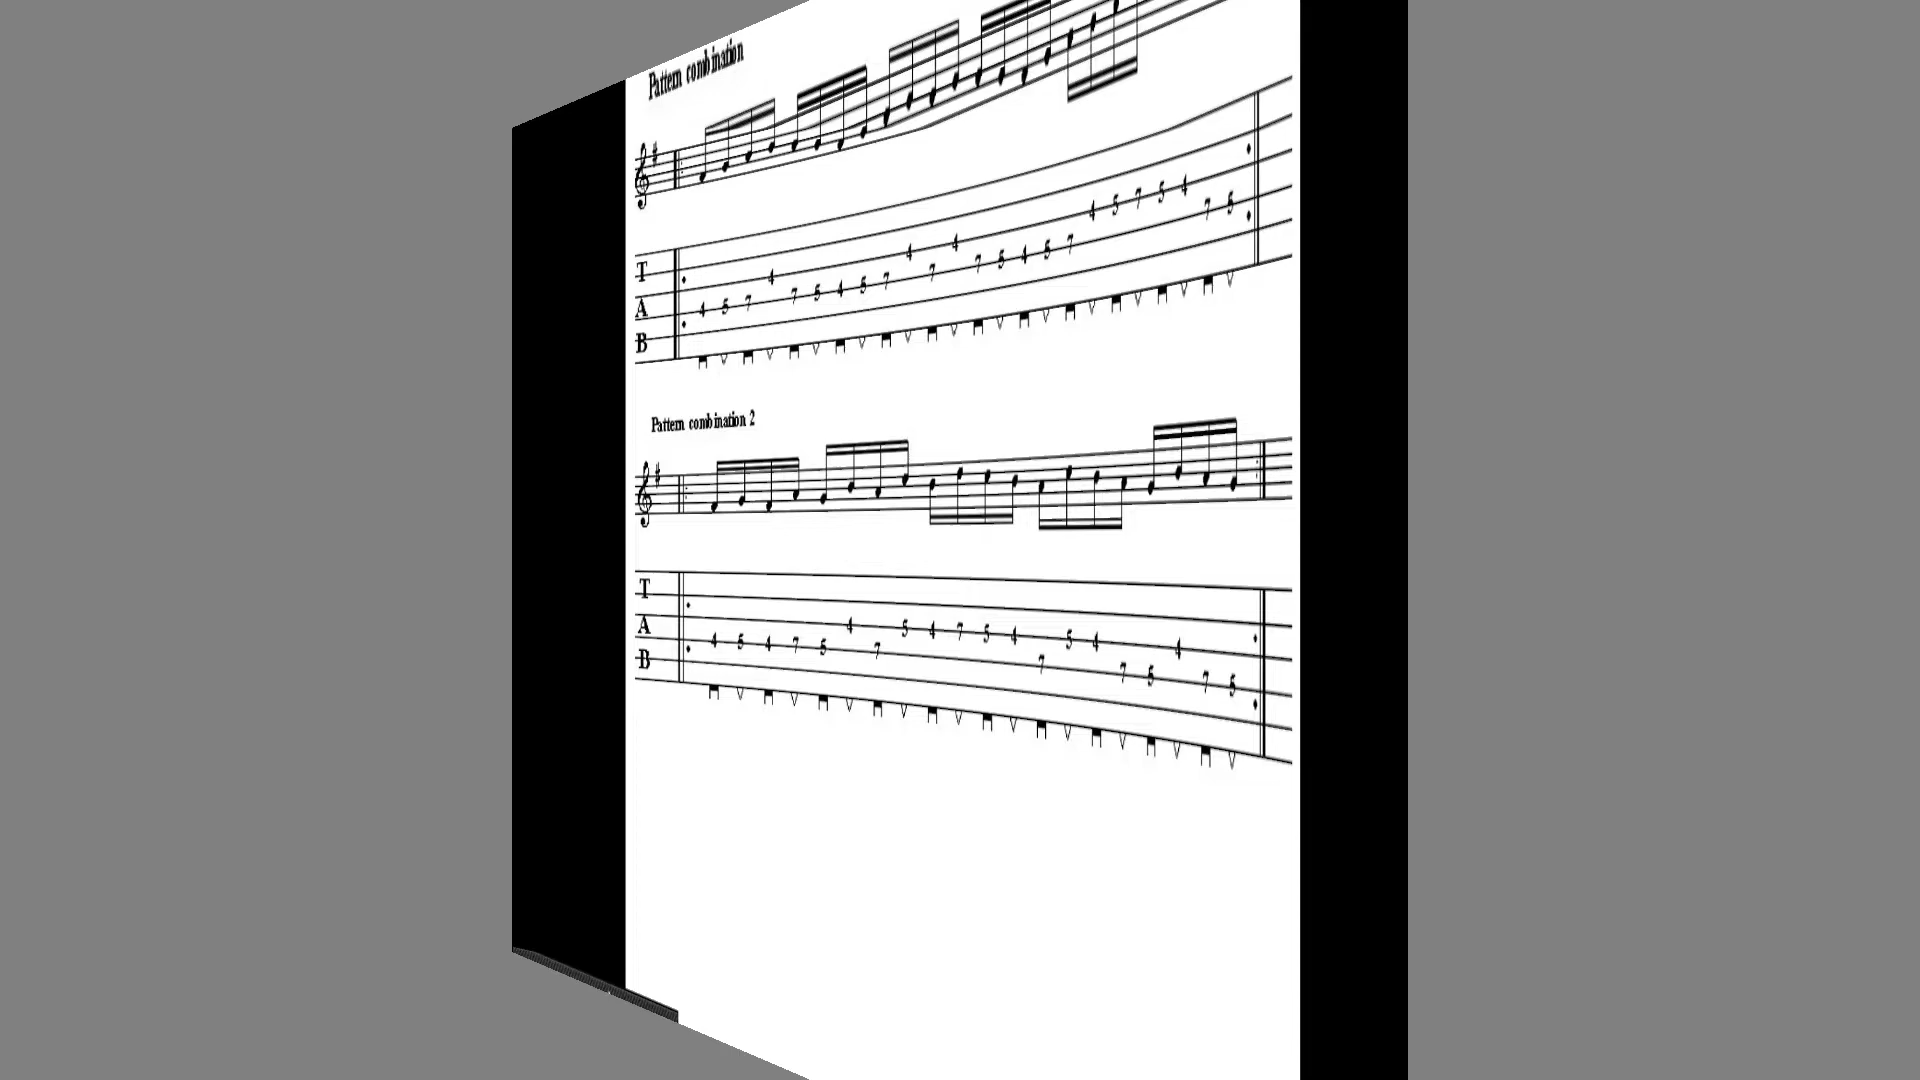 Pattern combination
T 4 5 7 4 7 5 4 5 7 4 7 4 7 5 4 5 7 4 5 7 5 4 7 5
A
B
Pattern combination 2
T 4 5 4 7 5 4 7 5 4 7 5 4 7 5 4 7 5 4 7 5
A
B